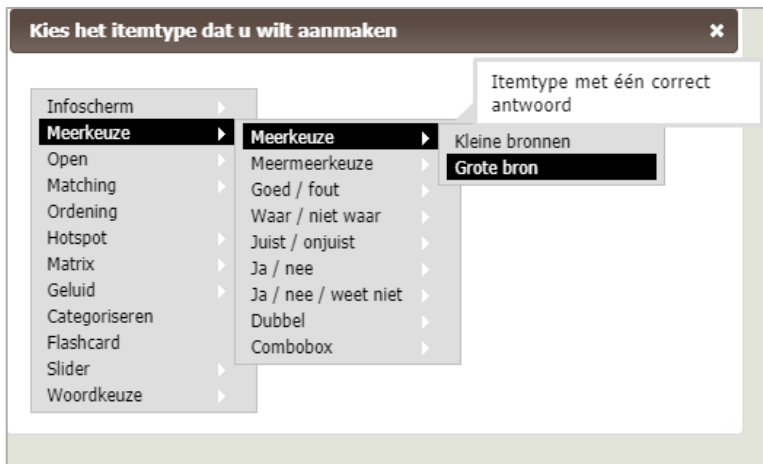 Kies het itemtype dat u wilt aanmaken
Itemtype met één correct
antwoord
Infoscherm
Meerkeuze
Open
Matching
Ordening
Hotspot
Matrix
Geluid
Categoriseren
Flashcard
Slider
Woordkeuze
Meerkeuze
Meermeerkeuze
Goed / fout
Waar / niet waar
Juist / onjuist
Ja / nee
Ja / nee / weet niet
Dubbel
Combobox
Kleine bronnen
Grote bron